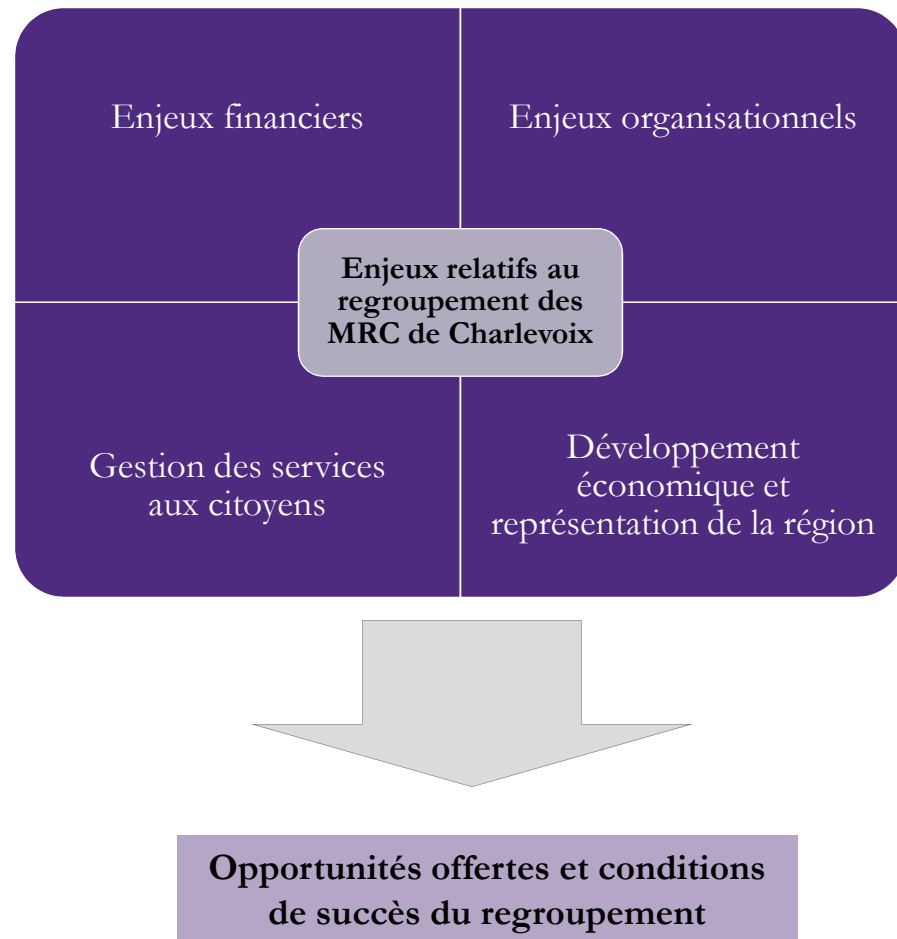 Enjeux financiers
Enjeux organisationnels
Enjeux relatifs au
regroupement des
MRC de Charlevoix
Gestion des services
aux citoyens
Développement
économique et
représentation de la région
Opportunités offertes et conditions
de succès du regroupement